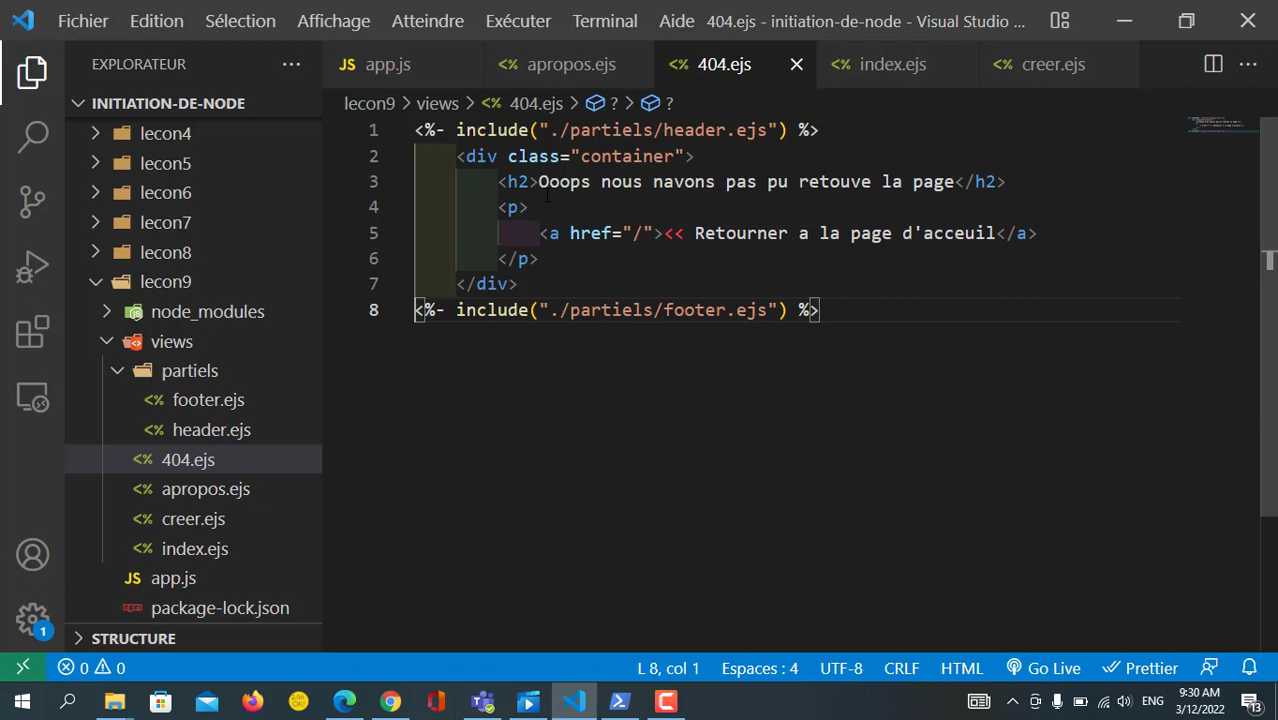 Fichier Edition Sélection Affichage Atteindre Exécuter Terminal Aide 404.ejs - initiation-de-node - Visual Studio ...
EXPLORATEUR
INITIATION-DE-NODE
lecon4
lecon5
lecon6
lecon7
lecon8
lecon9
node_modules
views
partiels
footer.ejs
header.ejs
404.ejs
apropos.ejs
creer.ejs
index.ejs
JS app.js
package-lock.json
STRUCTURE
JS app.js <% apropos.ejs <% 404.ejs <% index.ejs <% creer.ejs
lecon9 > views > <% 404.ejs > ? > ?
1 <%- include("./partiels/header.ejs") %>
2 <div class="container">
3 <h2>Ooops nous navons pas pu retouve la page</h2>
4 <p>
5 <a href="/"><< Retourner a la page d'acceuil</a>
6 </p>
7 </div>
8 <%- include("./partiels/footer.ejs") %>
1
0 0 L 8, col 1 Espaces : 4 UTF-8 CRLF HTML Go Live Prettier
ENG 9:30 AM
3/12/2022 13